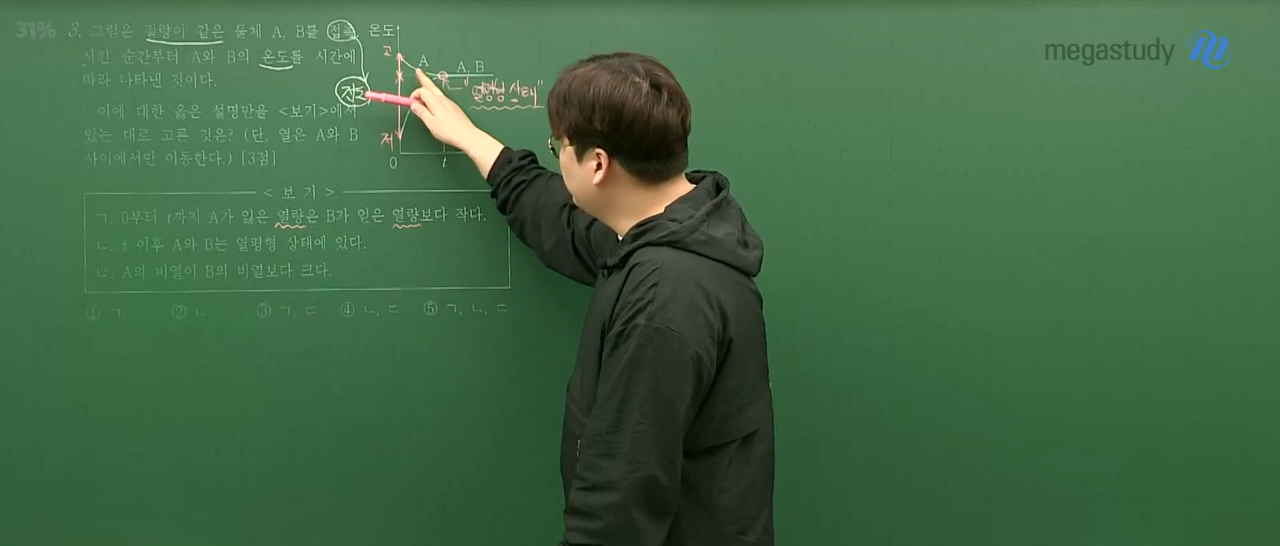 31%
megastudy
3. 그림은 질량이 같은 물체 A, B를 접촉
시킨 순간부터 A와 B의 온도를 시간에
따라 나타낸 것이다.
이에 대한 옳은 설명만을 <보기>에서
있는 대로 고른 것은? (단, 열은 A와 B
사이에서만 이동한다.) [3점]
온도
고
A
A, B
"열평형 상태"
전도
저
0
t
<보 기>
ㄱ. 0부터 t까지 A가 잃은 열량은 B가 얻은 열량보다 작다.
ㄴ. t 이후 A와 B는 열평형 상태에 있다.
ㄷ. A의 비열이 B의 비열보다 크다.
① ㄱ ② ㄴ ③ ㄱ, ㄷ ④ ㄴ, ㄷ ⑤ ㄱ, ㄴ, ㄷ